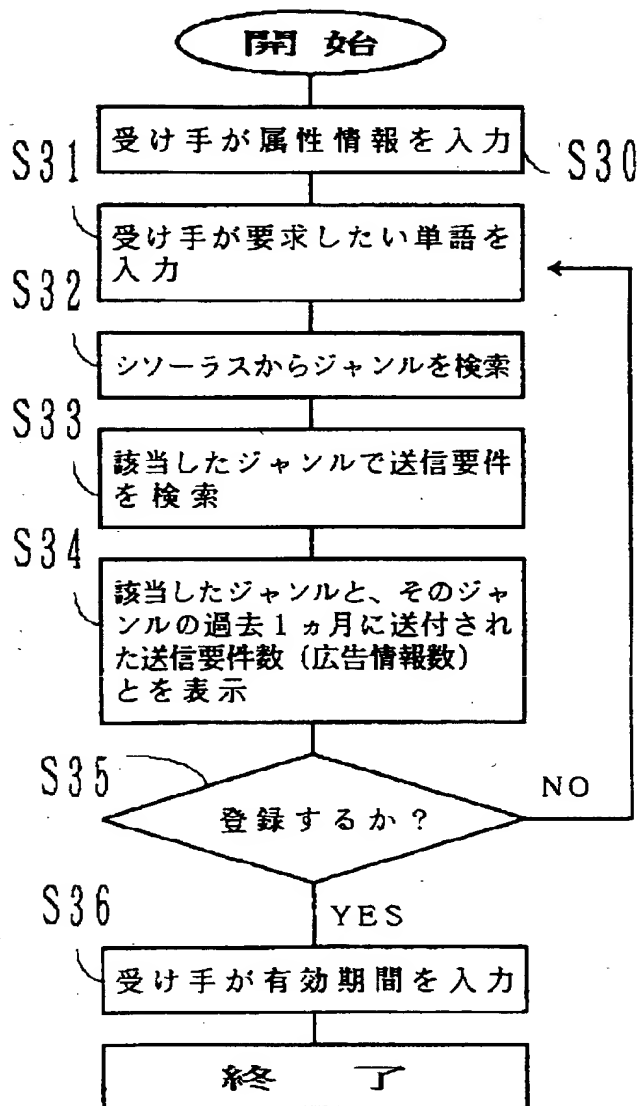 開始
受け手が属性情報を入力
S30
S31
受け手が要求したい単語を
入力
S32
シソーラスからジャンルを検索
S33
該当したジャンルで送信要件
を検索
S34
該当したジャンルと、そのジャ
ンルの過去1ヵ月に送付され
た送信要件数（広告情報数）
とを表示
S35
登録するか？
NO
YES
S36
受け手が有効期間を入力
終了